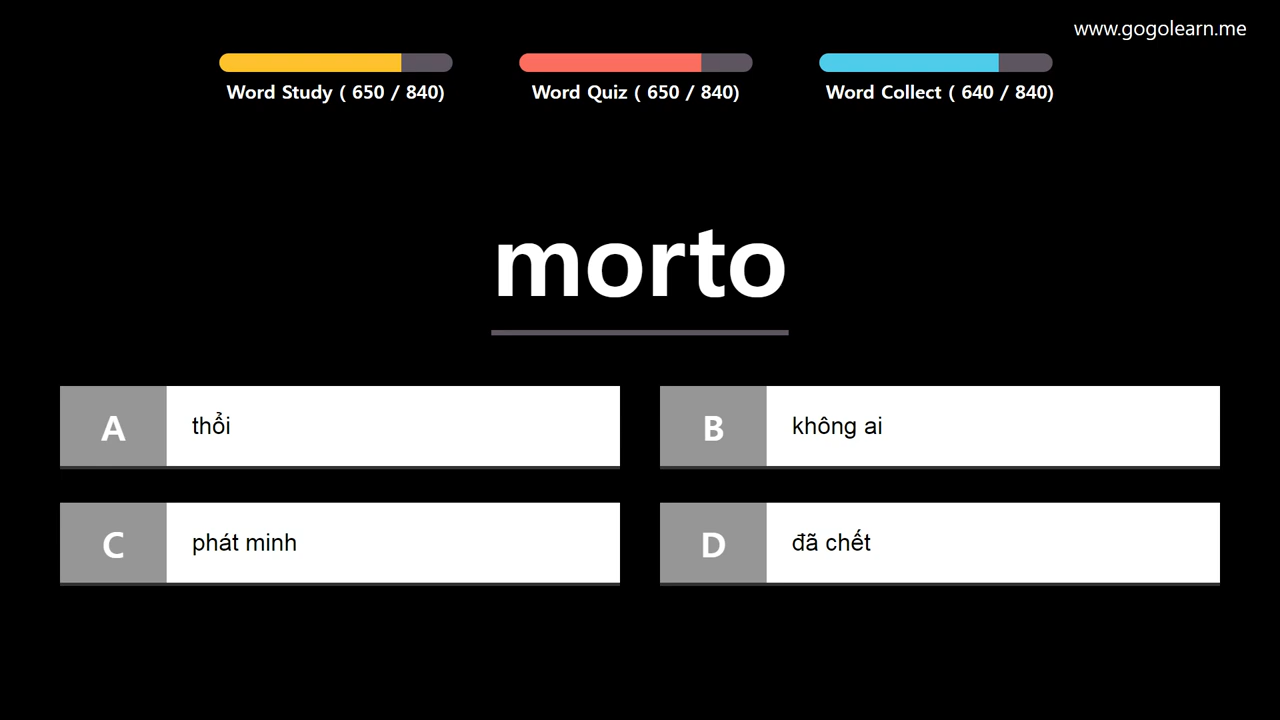 www.gogolearn.me
Word Study ( 650 / 840)
Word Quiz ( 650 / 840)
Word Collect ( 640 / 840)
morto
A thổi
B không ai
C phát minh
D đã chết